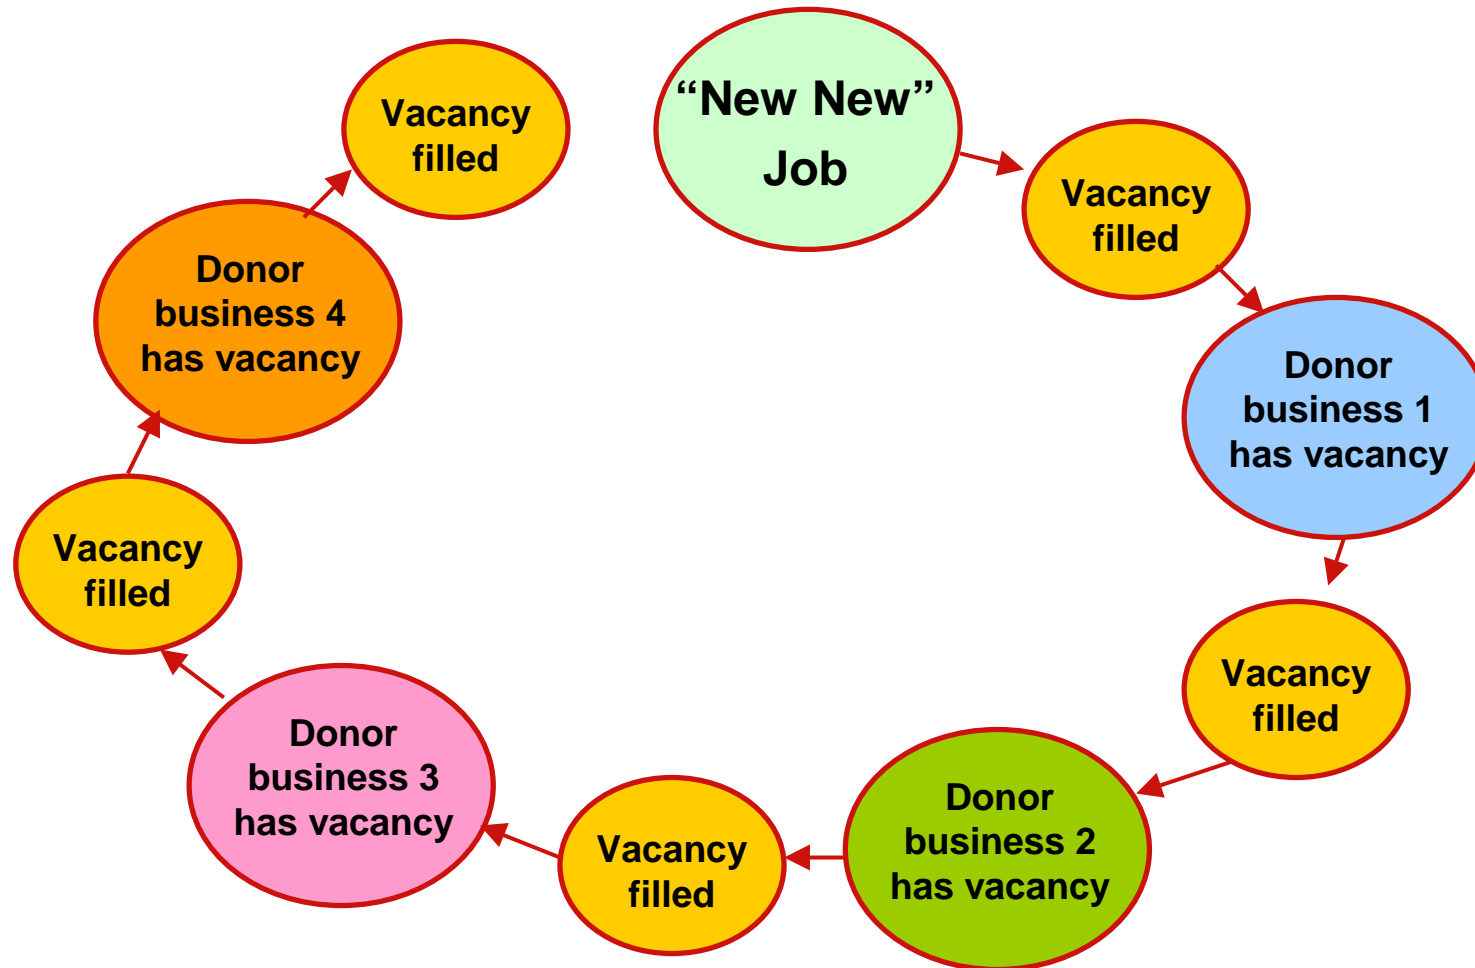 “New New”
Job
Vacancy
filled
Donor
business 1
has vacancy
Vacancy
filled
Donor
business 2
has vacancy
Vacancy
filled
Donor
business 3
has vacancy
Vacancy
filled
Donor
business 4
has vacancy
Vacancy
filled